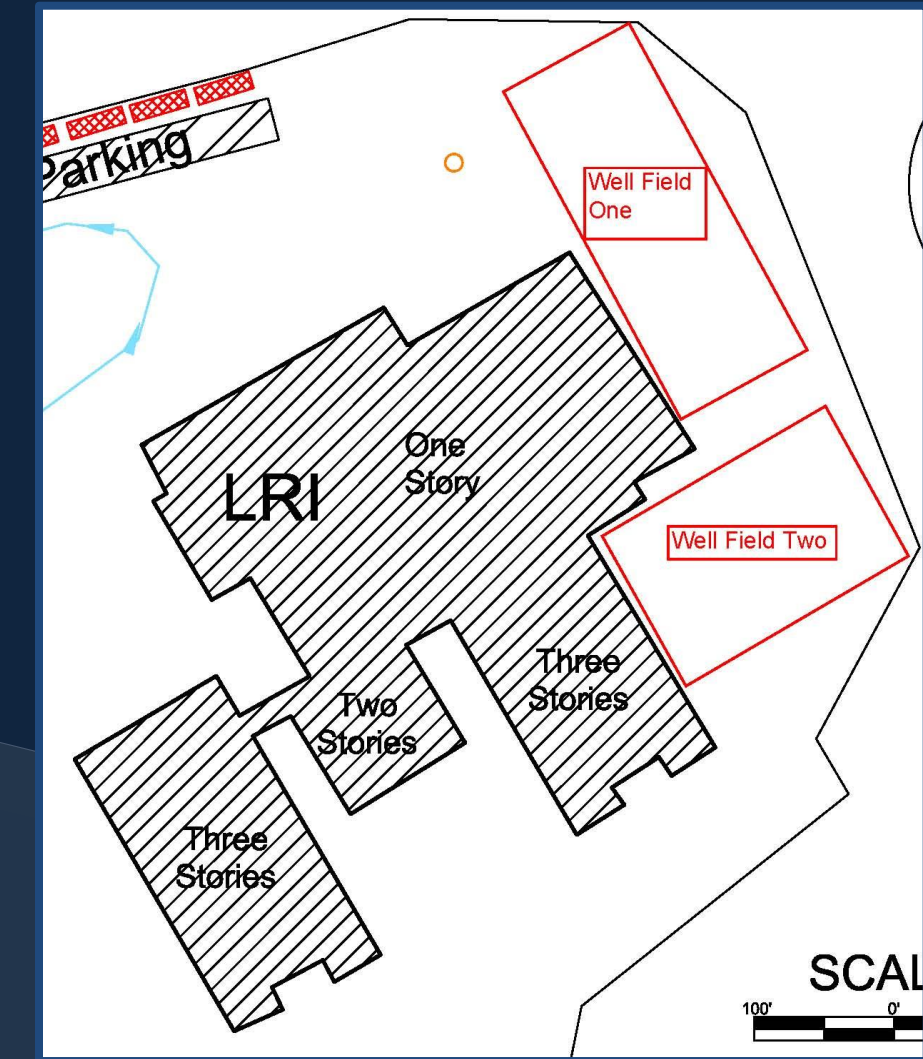 Parking
Well Field
One
One
Story
LRI
Well Field Two
Three
Stories
Two
Stories
Three
Stories
SCAL
100'
0'